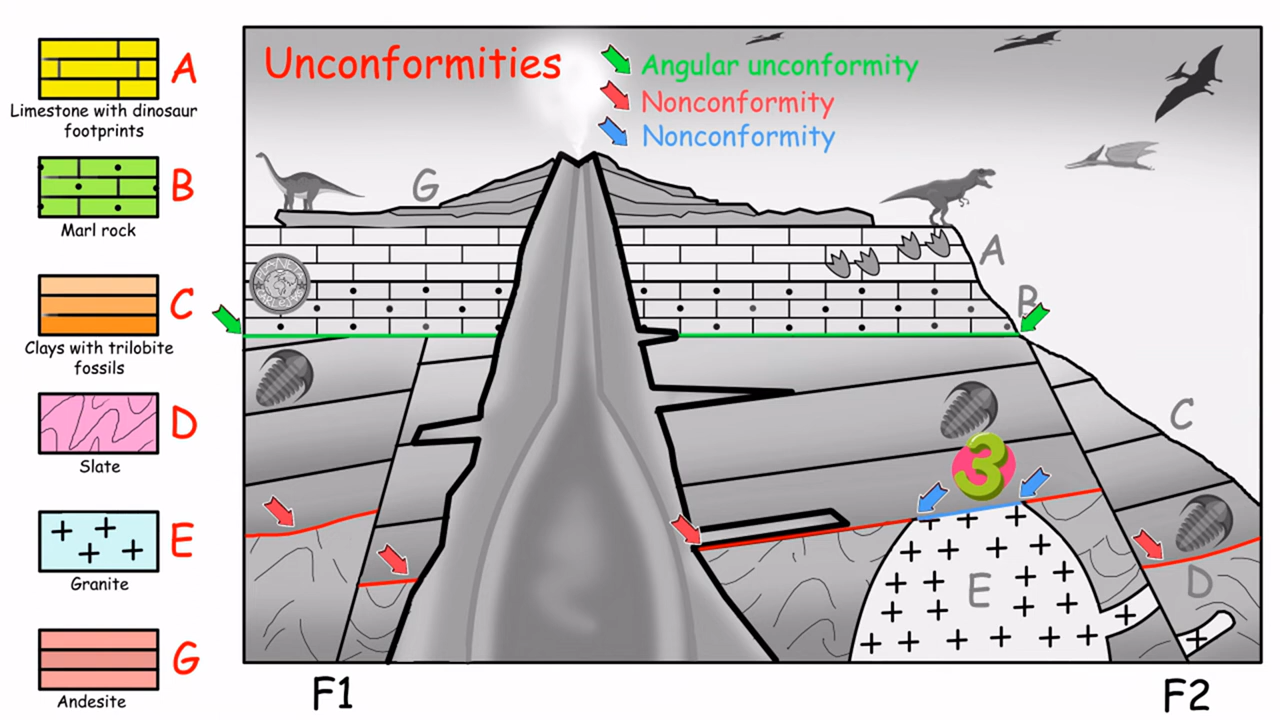 Unconformities
Angular unconformity
Nonconformity
Nonconformity
A
Limestone with dinosaur
footprints
B
Marl rock
C
Clays with trilobite
fossils
D
Slate
E
Granite
G
Andesite
G
A
B
C
3
E
D
F1
F2